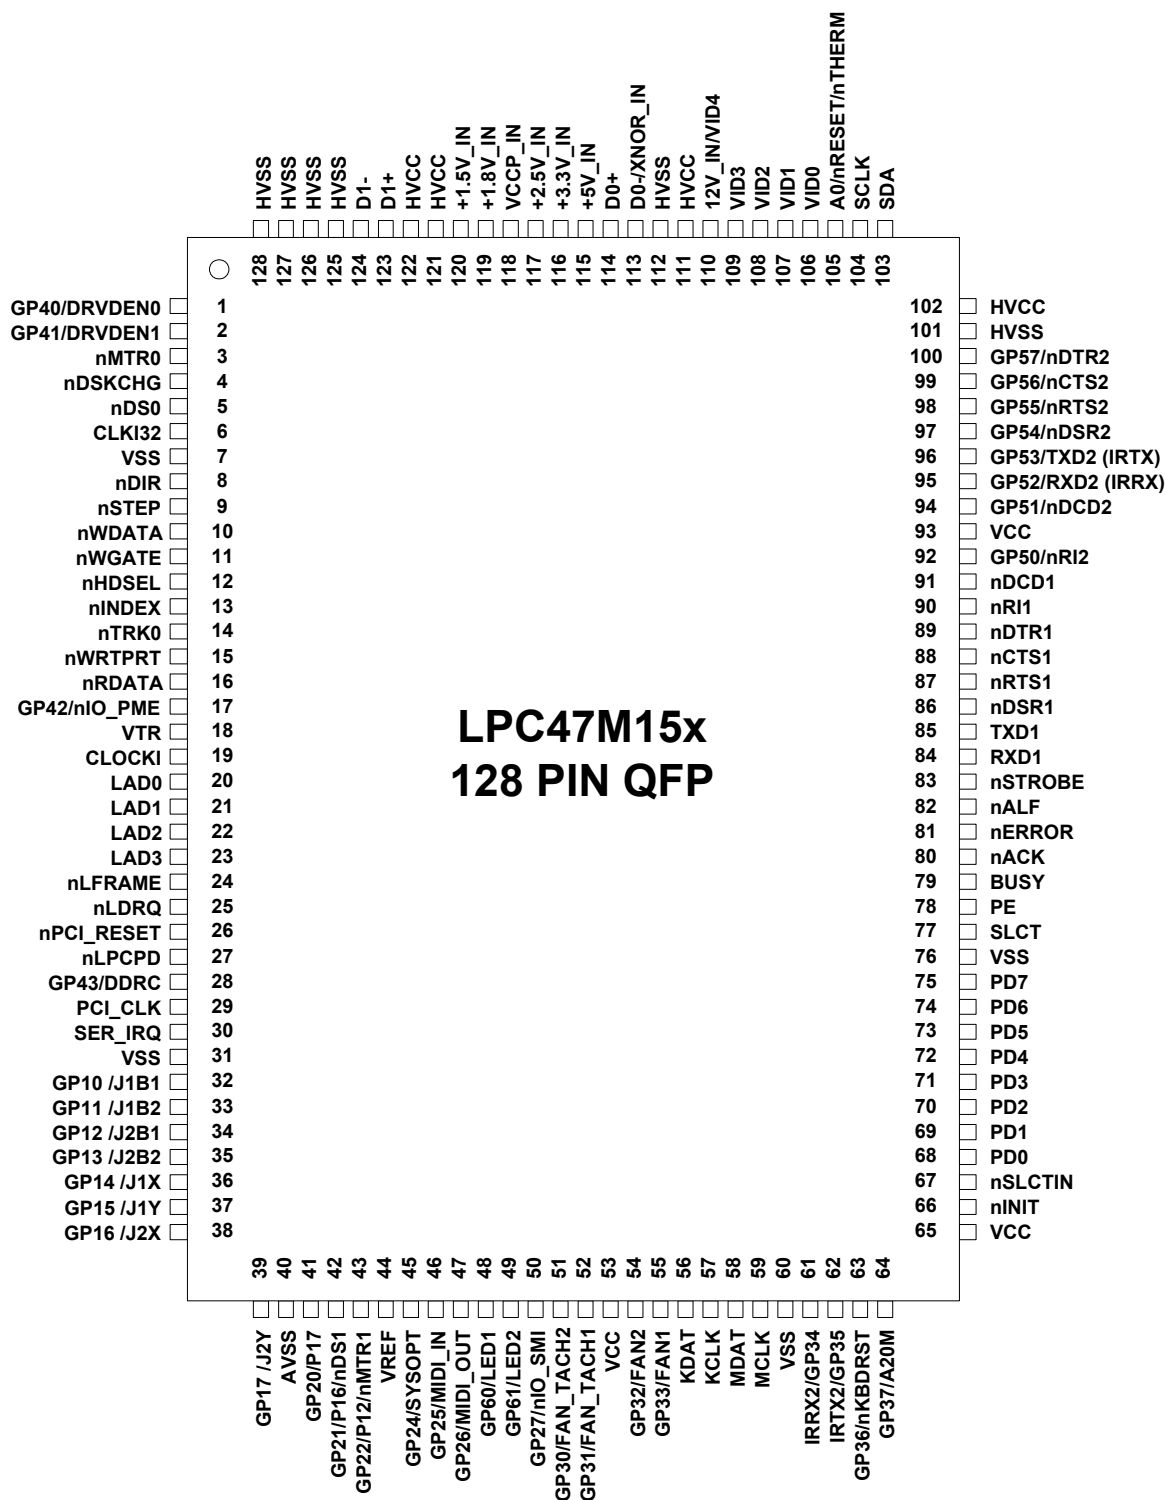 HVSS
HVSS
HVSS
HVSS
D1-
D1+
HVCC
HVCC
+1.5V_IN
+1.8V_IN
VCCP_IN
+2.5V_IN
+3.3V_IN
+5V_IN
D0+
D0-/XNOR_IN
HVSS
HVCC
12V_IN/VID4
VID3
VID2
VID1
VID0
A0/nRESET/nTHERM
SCLK
SDA
128
127
126
125
124
123
122
121
120
119
118
117
116
115
114
113
112
111
110
109
108
107
106
105
104
103
GP40/DRVDEN0 1
GP41/DRVDEN1 2
nMTR0 3
nDSKCHG 4
nDS0 5
CLKI32 6
VSS 7
nDIR 8
nSTEP 9
nWDATA 10
nWGATE 11
nHDSEL 12
nINDEX 13
nTRK0 14
nWRTPRT 15
nRDATA 16
GP42/nIO_PME 17
VTR 18
CLOCKI 19
LAD0 20
LAD1 21
LAD2 22
LAD3 23
nLFRAME 24
nLDRQ 25
nPCI_RESET 26
nLPCPD 27
GP43/DDRC 28
PCI_CLK 29
SER_IRQ 30
VSS 31
GP10 /J1B1 32
GP11 /J1B2 33
GP12 /J2B1 34
GP13 /J2B2 35
GP14 /J1X 36
GP15 /J1Y 37
GP16 /J2X 38
LPC47M15x
128 PIN QFP
102 HVCC
101 HVSS
100 GP57/nDTR2
99 GP56/nCTS2
98 GP55/nRTS2
97 GP54/nDSR2
96 GP53/TXD2 (IRTX)
95 GP52/RXD2 (IRRX)
94 GP51/nDCD2
93 VCC
92 GP50/nRI2
91 nDCD1
90 nRI1
89 nDTR1
88 nCTS1
87 nRTS1
86 nDSR1
85 TXD1
84 RXD1
83 nSTROBE
82 nALF
81 nERROR
80 nACK
79 BUSY
78 PE
77 SLCT
76 VSS
75 PD7
74 PD6
73 PD5
72 PD4
71 PD3
70 PD2
69 PD1
68 PD0
67 nSLCTIN
66 nINIT
65 VCC
39
40
41
42
43
44
45
46
47
48
49
50
51
52
53
54
55
56
57
58
59
60
61
62
63
64
GP17 /J2Y
AVSS
GP20/P17
GP21/P16/nDS1
GP22/P12/nMTR1
VREF
GP24/SYSOPT
GP25/MIDI_IN
GP26/MIDI_OUT
GP60/LED1
GP61/LED2
GP27/nIO_SMI
GP30/FAN_TACH2
GP31/FAN_TACH1
VCC
GP32/FAN2
GP33/FAN1
KDAT
KCLK
MDAT
MCLK
VSS
IRRX2/GP34
IRTX2/GP35
GP36/nKBDRST
GP37/A20M